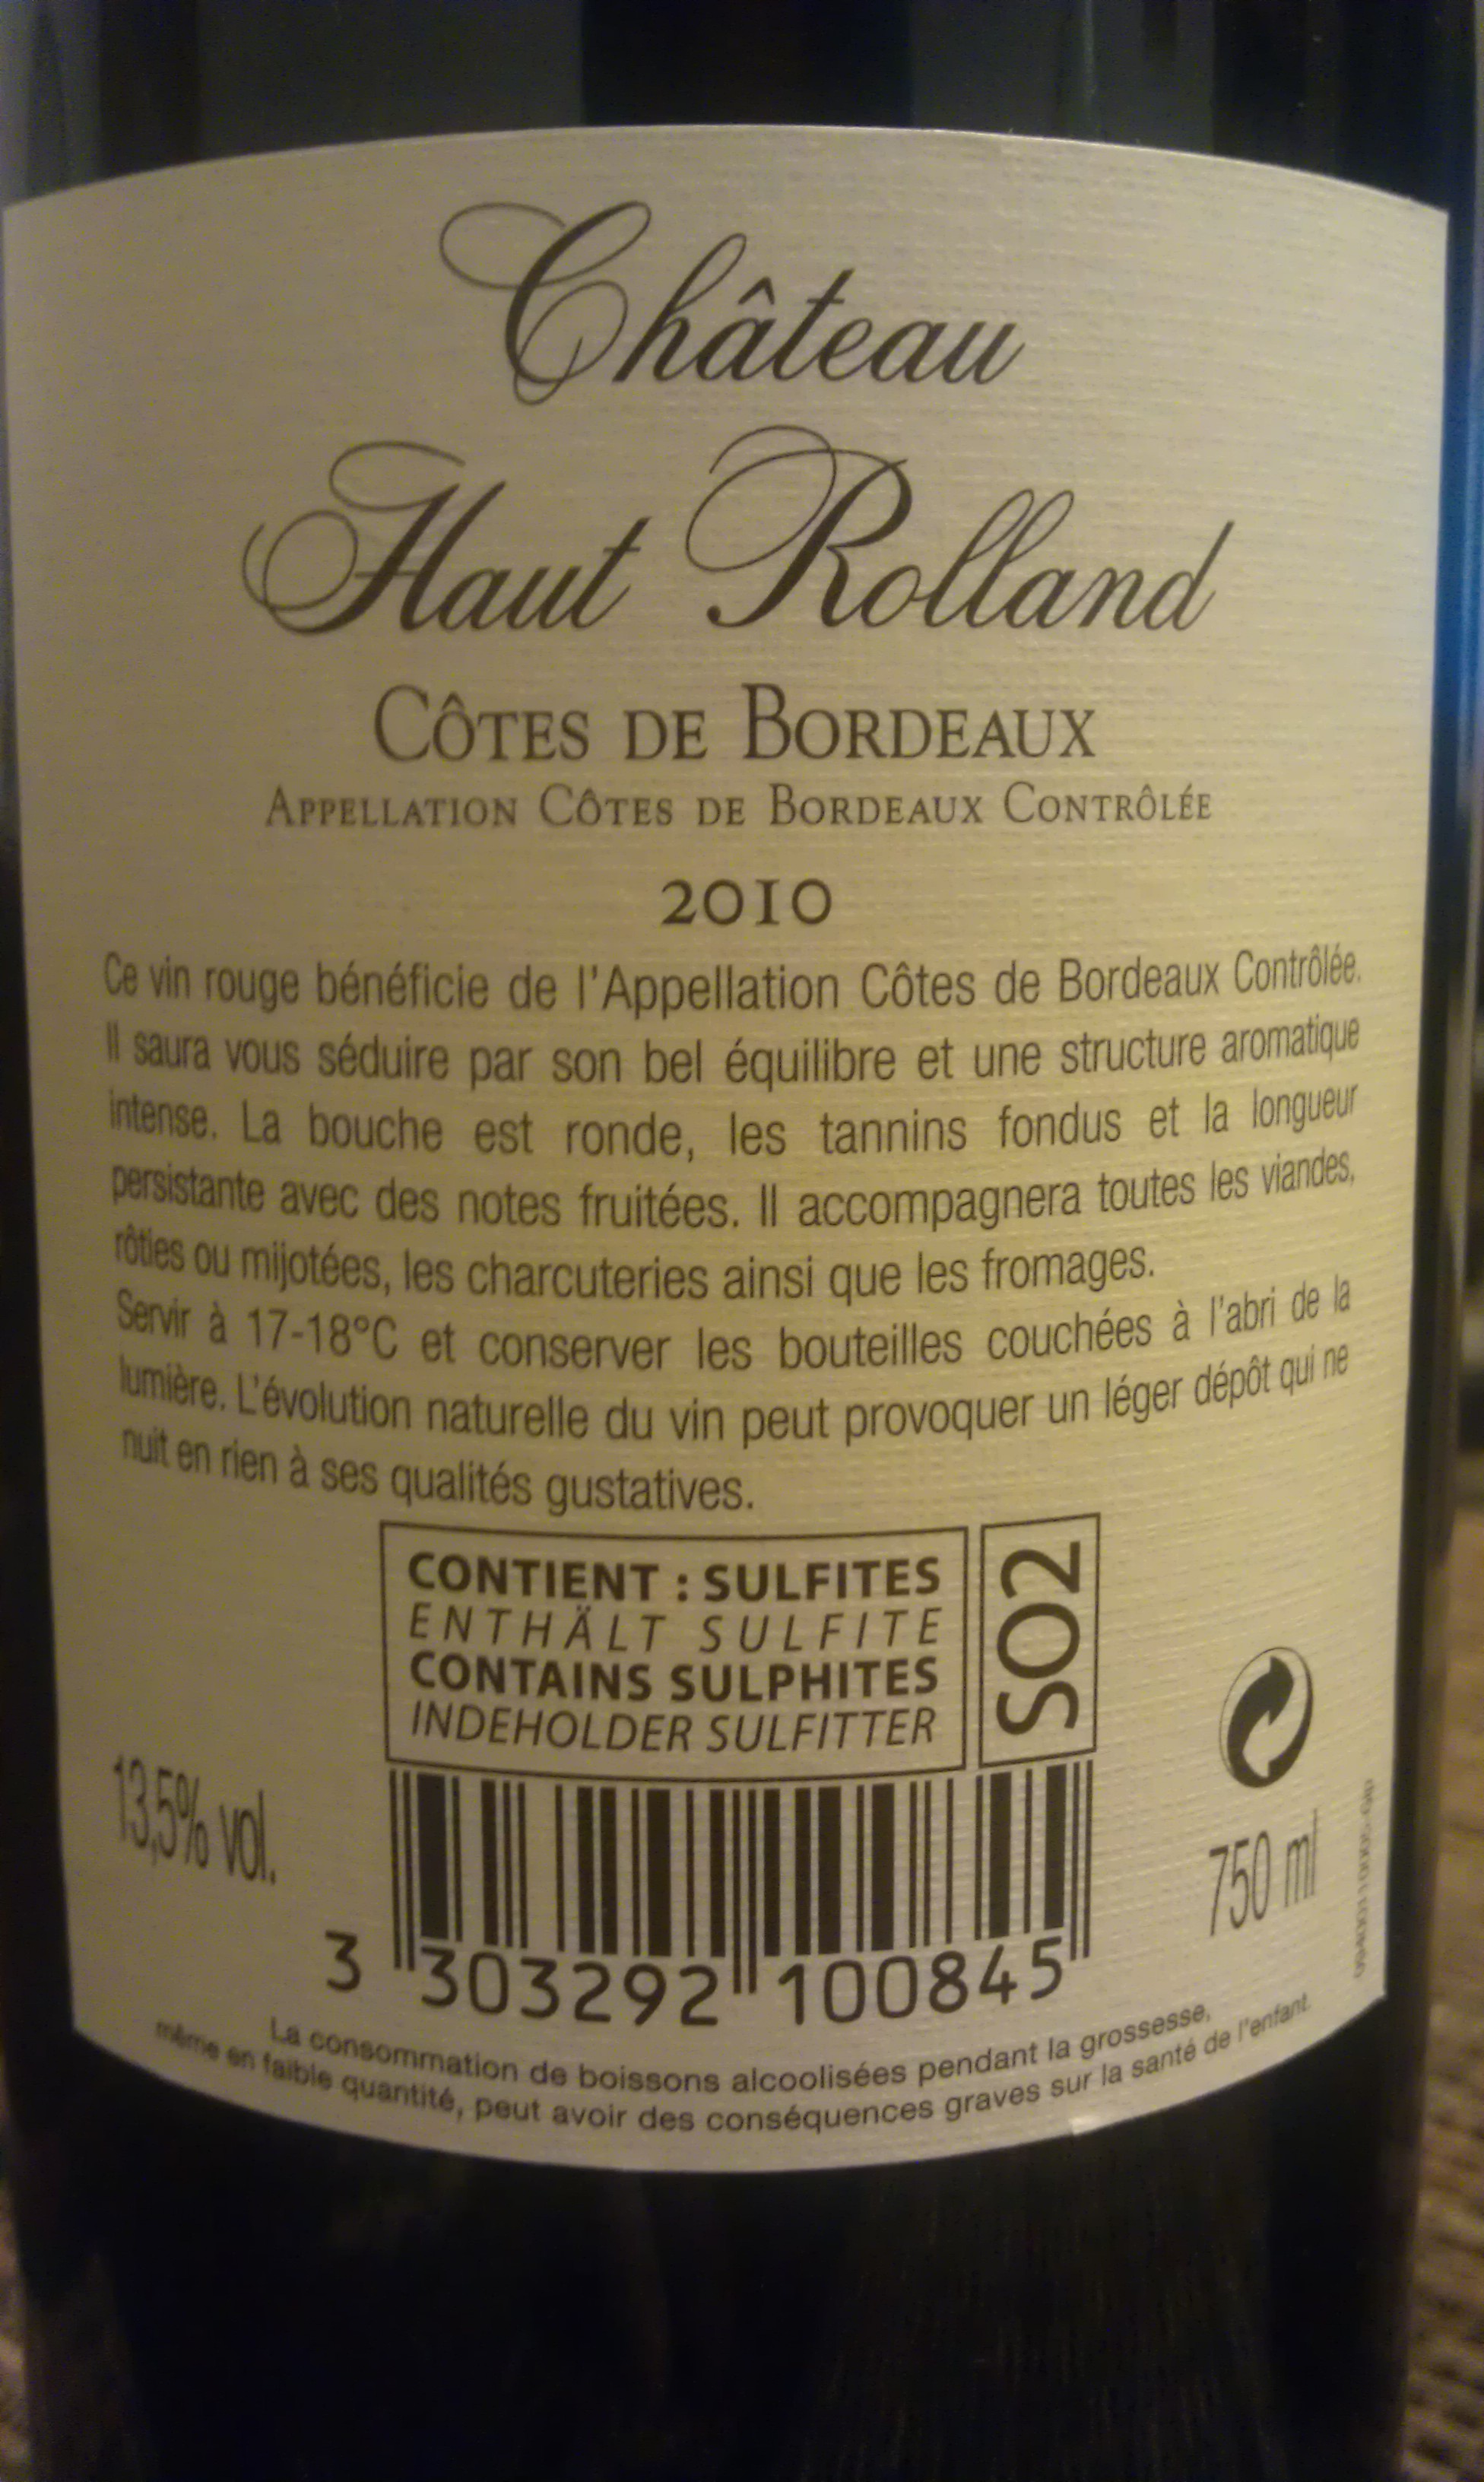 Château
Haut Rolland
CÔTES DE BORDEAUX
APPELLATION CÔTES DE BORDEAUX CONTRÔLÉE
2010
Ce vin rouge bénéficie de l'Appellation Côtes de Bordeaux Contrôlée.
Il saura vous séduire par son bel équilibre et une structure aromatique
intense. La bouche est ronde, les tannins fondus et la longueur
persistante avec des notes fruitées. Il accompagnera toutes les viandes,
rôties ou mijotées, les charcuteries ainsi que les fromages.
Servir à 17-18°C et conserver les bouteilles couchées à l'abri de la
lumière. L'évolution naturelle du vin peut provoquer un léger dépôt qui ne
nuit en rien à ses qualités gustatives.
CONTIENT : SULFITES
ENTHÄLT SULFITE
CONTAINS SULPHITES
INDEHOLDER SULFITTER
SO2
13,5% vol.
750 ml
3 303292 100845
La consommation de boissons alcoolisées pendant la grossesse,
même en faible quantité, peut avoir des conséquences graves sur la santé de l'enfant.